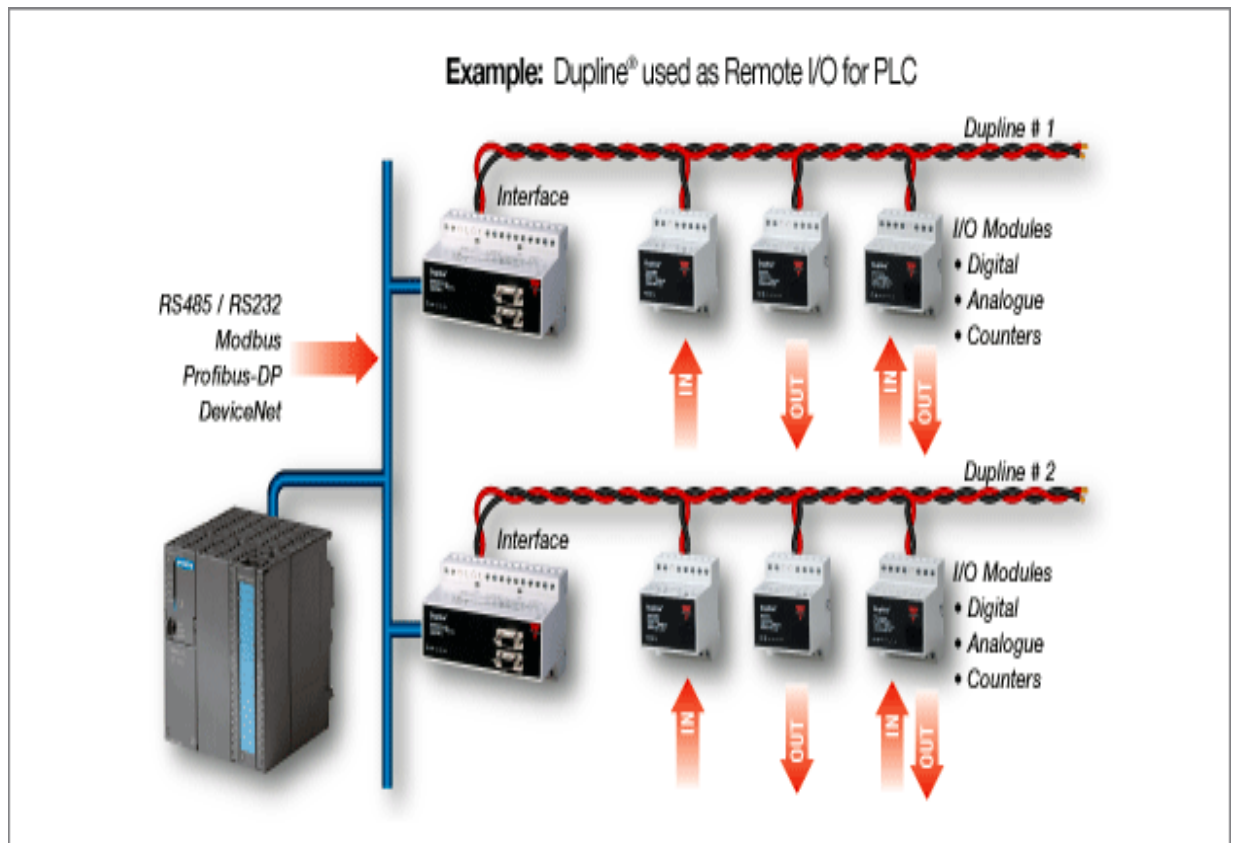 Example: Dupline® used as Remote I/O for PLC
Dupline # 1
Interface
I/O Modules
• Digital
• Analogue
• Counters
RS485 / RS232
Modbus
Profibus-DP
DeviceNet
IN
OUT
IN
OUT
Dupline # 2
Interface
I/O Modules
• Digital
• Analogue
• Counters
IN
OUT
IN
OUT